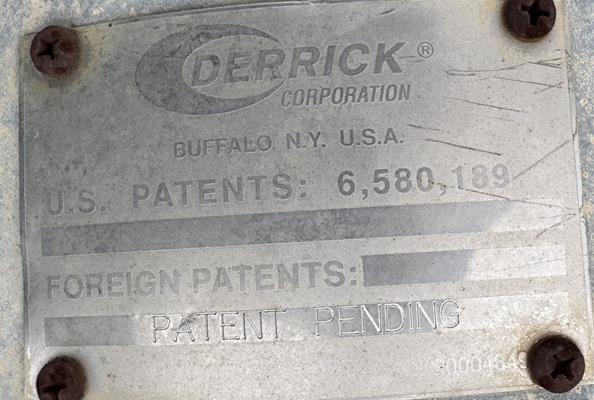 DERRICK ®
CORPORATION
BUFFALO N.Y. U.S.A.
U.S. PATENTS: 6,580,189
FOREIGN PATENTS:
PATENT PENDING